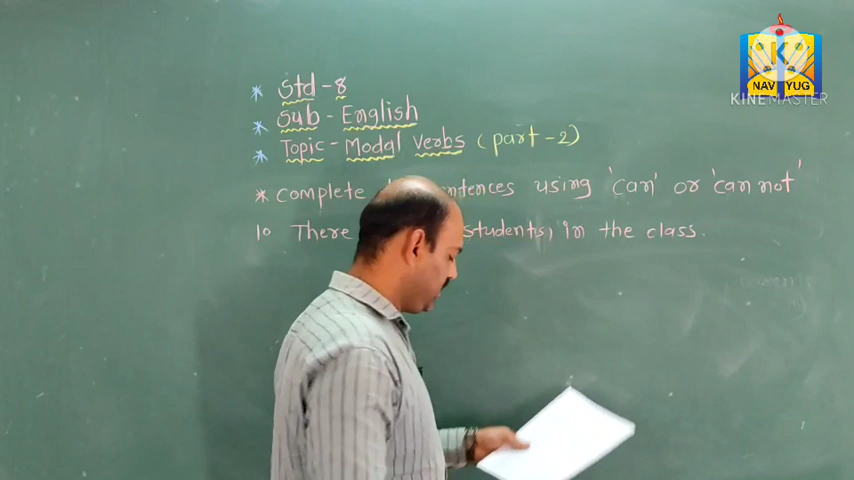 NAV YUG
KINEMASTER
* Std - 8
* Sub - English
* Topic - Modal verbs (part - 2)
* complete sentences using 'can' or 'can not'
1. There students, in the class.